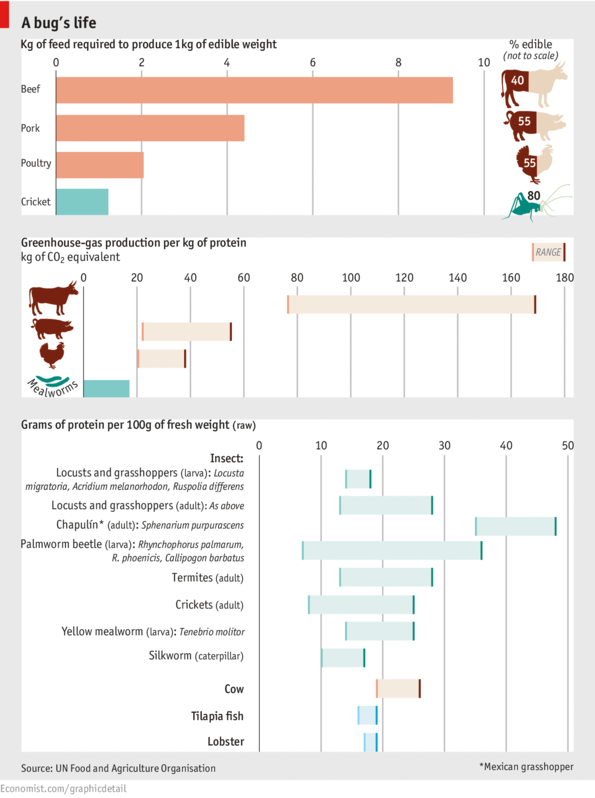 A bug's life
Kg of feed required to produce 1kg of edible weight
% edible
(not to scale)
0 2 4 6 8 10
Beef
40
Pork
55
Poultry
55
Cricket
80
Greenhouse-gas production per kg of protein
kg of CO2 equivalent
RANGE
0 20 40 60 80 100 120 140 160 180
Mealworms
Grams of protein per 100g of fresh weight (raw)
0 10 20 30 40 50
Insect:
Locusts and grasshoppers (larva): Locusta
migratoria, Acridium melanorhodon, Ruspolia differens
Locusts and grasshoppers (adult): As above
Chapulín* (adult): Sphenarium purpurascens
Palmworm beetle (larva): Rhynchophorus palmarum,
R. phoenicis, Callipogon barbatus
Termites (adult)
Crickets (adult)
Yellow mealworm (larva): Tenebrio molitor
Silkworm (caterpillar)
Cow
Tilapia fish
Lobster
Source: UN Food and Agriculture Organisation
*Mexican grasshopper
Economist.com/graphicdetail